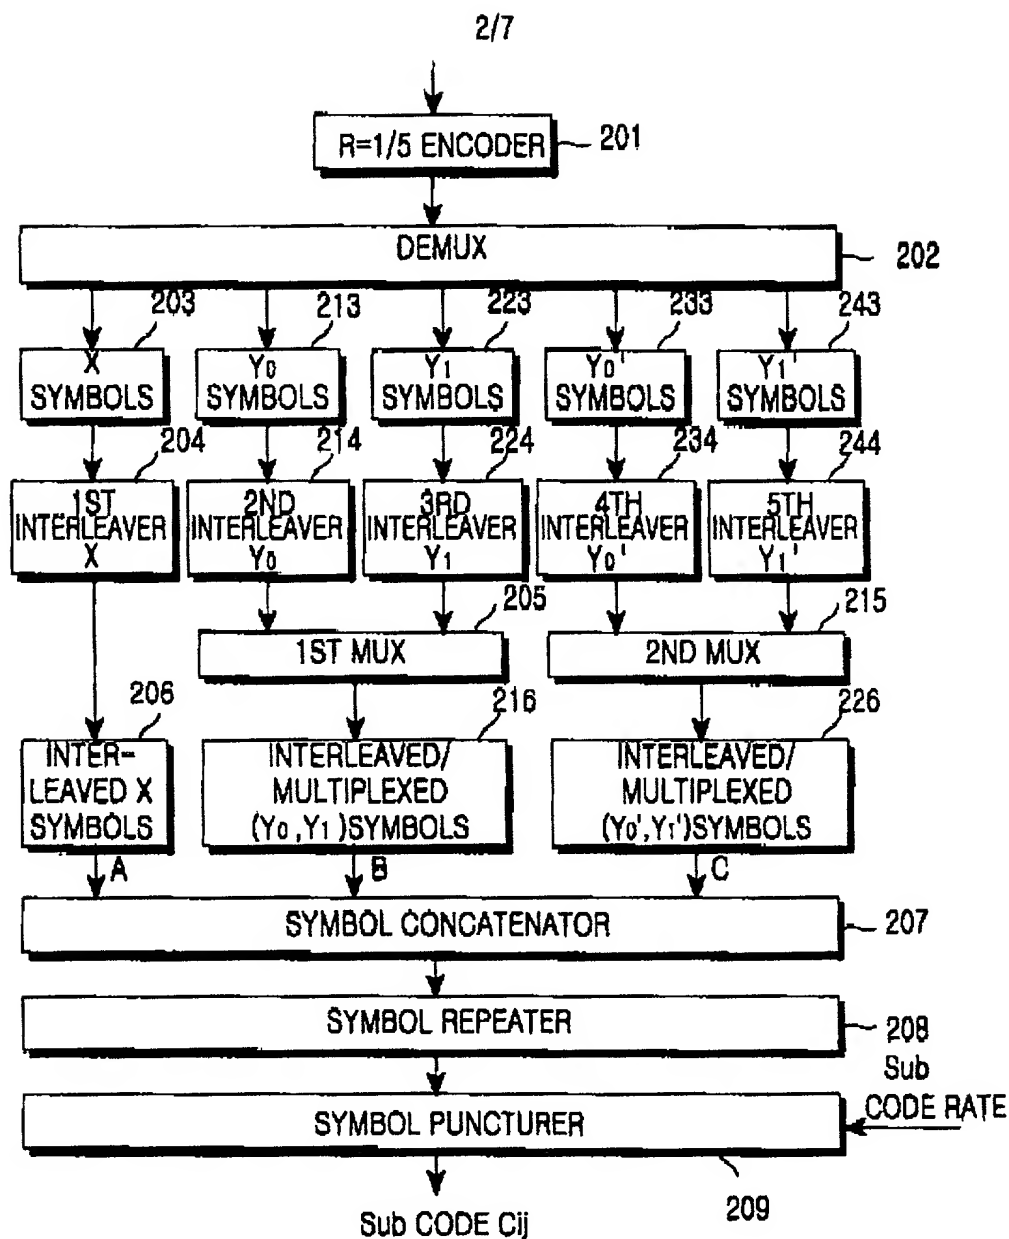 2/7
R=1/5 ENCODER
201
DEMUX
202
203
213
223
233
243
X
SYMBOLS
Y0
SYMBOLS
Y1
SYMBOLS
Y0'
SYMBOLS
Y1'
SYMBOLS
204
214
224
234
244
1ST
INTERLEAVER
X
2ND
INTERLEAVER
Y0
3RD
INTERLEAVER
Y1
4TH
INTERLEAVER
Y0'
5TH
INTERLEAVER
Y1'
205
215
1ST MUX
2ND MUX
206
216
226
INTER-
LEAVED X
SYMBOLS
INTERLEAVED/
MULTIPLEXED
(Y0,Y1)SYMBOLS
INTERLEAVED/
MULTIPLEXED
(Y0',Y1')SYMBOLS
A
B
C
SYMBOL CONCATENATOR
207
SYMBOL REPEATER
208
Sub
CODE RATE
SYMBOL PUNCTURER
209
Sub CODE Cij